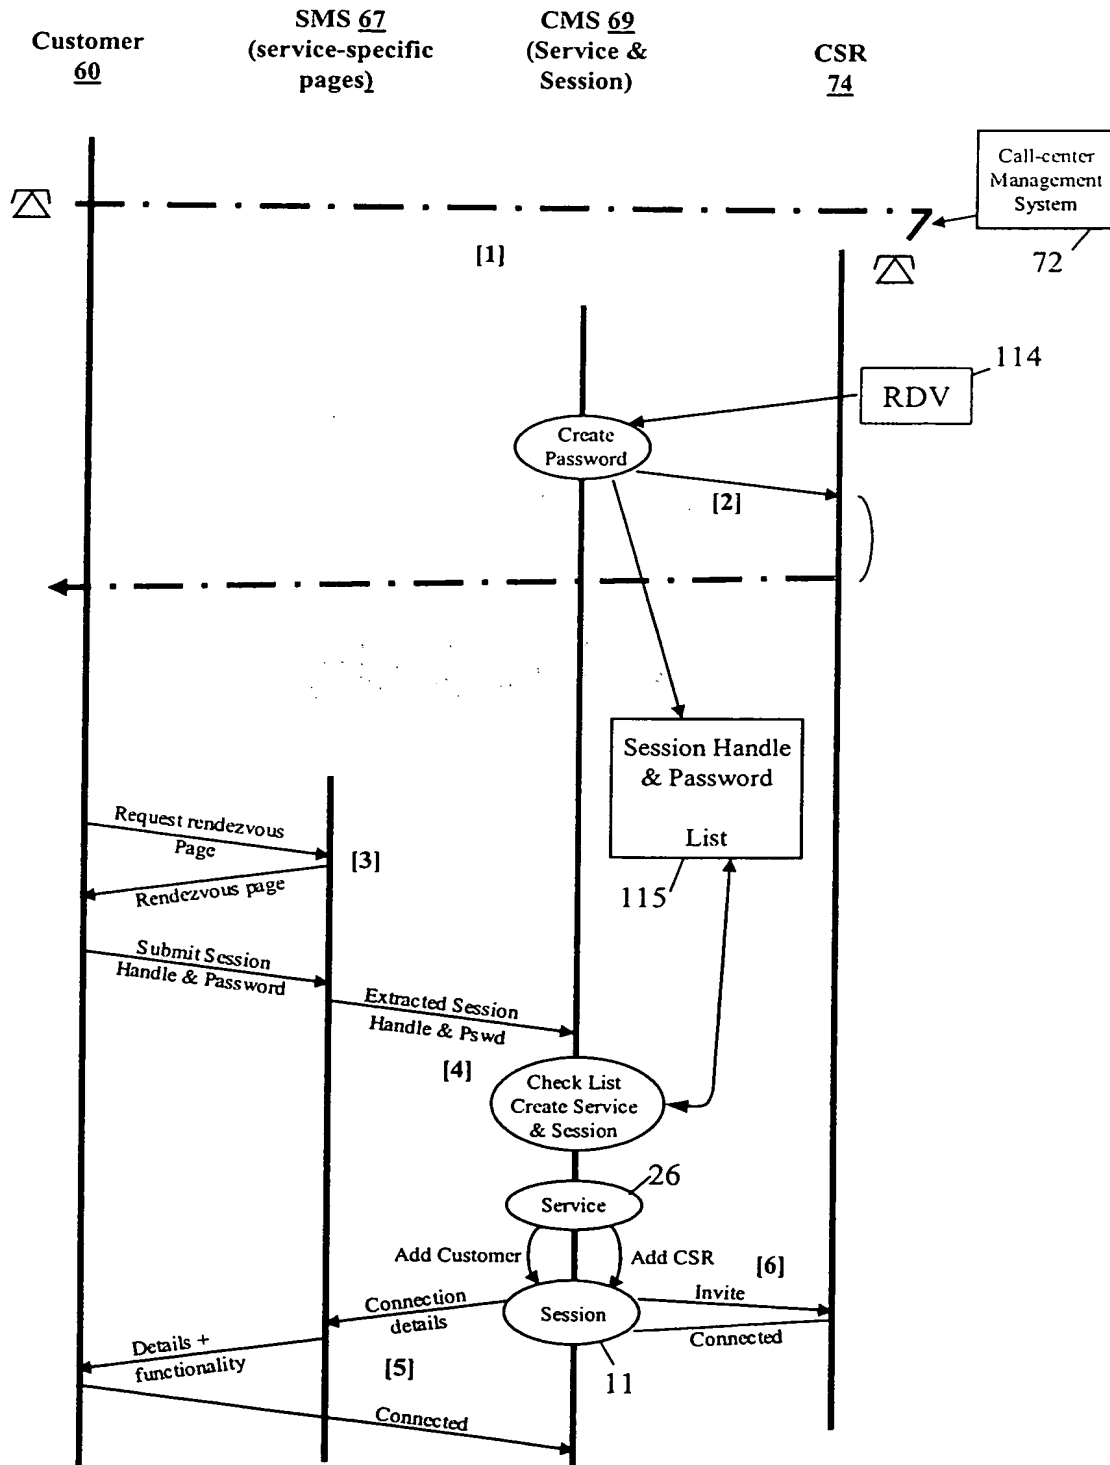 Customer
60
SMS 67
(service-specific
pages)
CMS 69
(Service &
Session)
CSR
74
Call-center
Management
System
72
[1]
114
RDV
Create
Password
[2]
Session Handle
& Password
List
115
Request rendezvous
Page
[3]
Rendezvous page
Submit Session
Handle & Password
Extracted Session
Handle & Pswd
[4]
Check List
Create Service
& Session
26
Service
Add Customer
Add CSR
[6]
Invite
Connection
details
Session
Connected
Details +
functionality
[5]
11
Connected